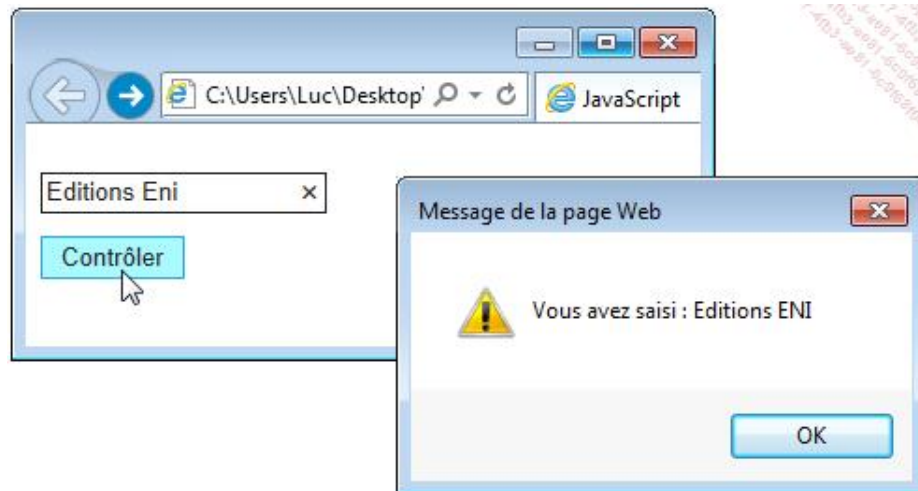 C:\Users\Luc\Desktop
JavaScript
Editions Eni
Contrôler
Message de la page Web
Vous avez saisi : Editions ENI
OK